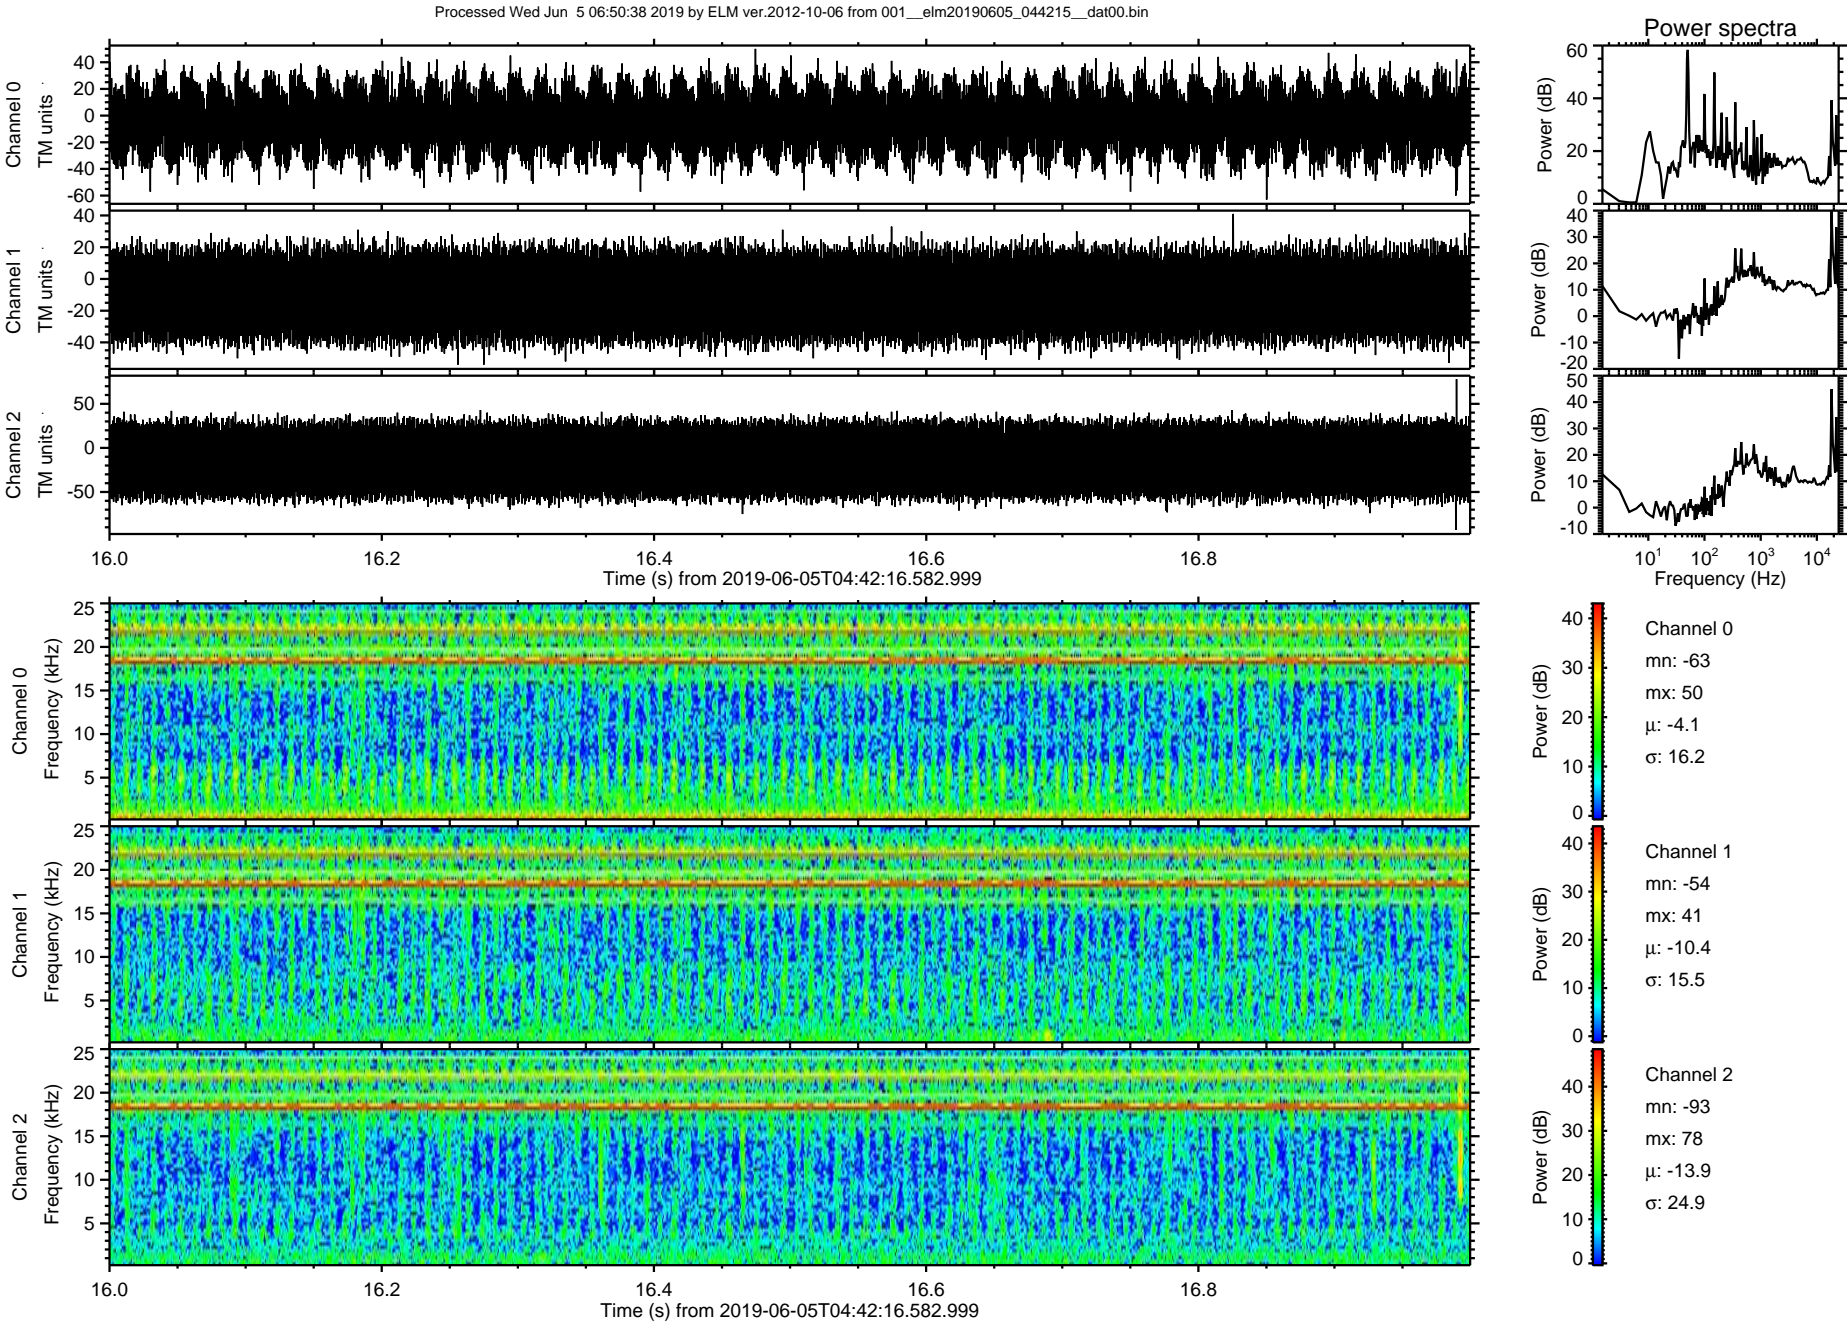 Processed Wed Jun  5 06:50:38 2019 by ELM ver.2012-10-06 from 001__elm20190605_044215__dat00.bin
Power spectra
Channel 0
TM units
40
20
0
-20
-40
-60
Power (dB)
60
40
20
0
Channel 1
TM units
40
20
0
-20
-40
Power (dB)
40
30
20
10
0
-10
-20
Channel 2
TM units
50
0
-50
Power (dB)
50
40
30
20
10
0
-10
16.0 16.2 16.4 16.6 16.8
Time (s) from 2019-06-05T04:42:16.582.999
10^1 10^2 10^3 10^4
Frequency (Hz)
Channel 0
Frequency (kHz)
25
20
15
10
5
Power (dB)
40
30
20
10
0
Channel 0
mn: -63
mx: 50
μ: -4.1
σ: 16.2
Channel 1
Frequency (kHz)
25
20
15
10
5
Power (dB)
40
30
20
10
0
Channel 1
mn: -54
mx: 41
μ: -10.4
σ: 15.5
Channel 2
Frequency (kHz)
25
20
15
10
5
Power (dB)
40
30
20
10
0
Channel 2
mn: -93
mx: 78
μ: -13.9
σ: 24.9
16.0 16.2 16.4 16.6 16.8
Time (s) from 2019-06-05T04:42:16.582.999